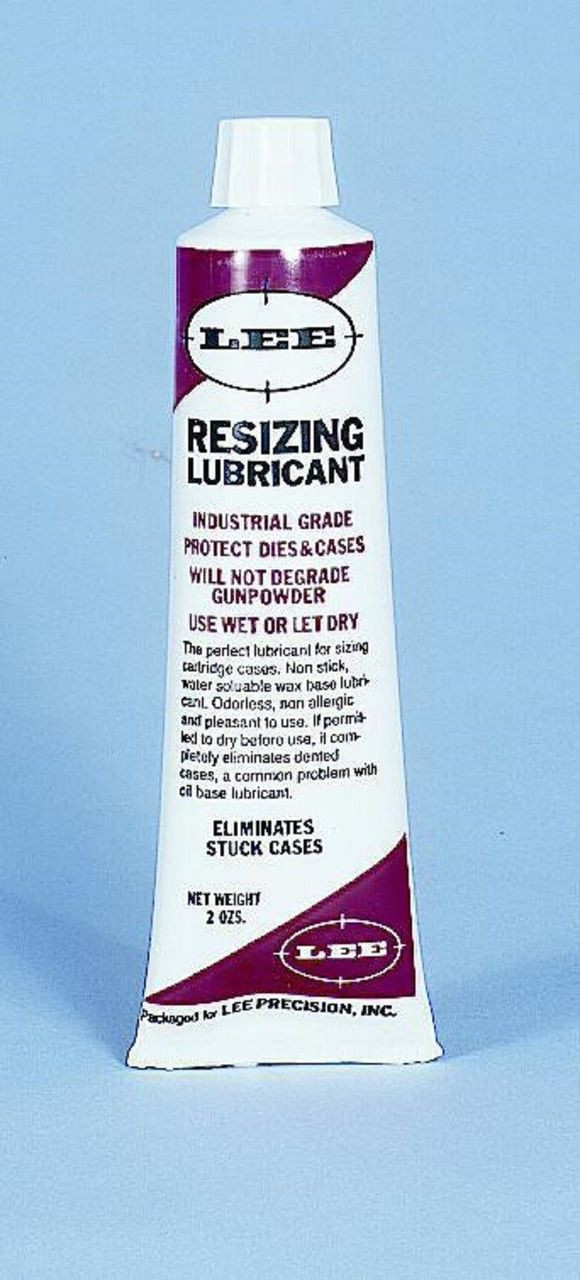 LEE
RESIZING
LUBRICANT
INDUSTRIAL GRADE
PROTECT DIES & CASES
WILL NOT DEGRADE
GUNPOWDER
USE WET OR LET DRY
The perfect lubricant for sizing
cartridge cases. Non stick,
water soluable wax base lubri-
cant. Odorless, non allergic
and pleasant to use. If permit-
ted to dry before use, it com-
pletely eliminates dented
cases, a common problem with
oil base lubricant.
ELIMINATES
STUCK CASES
NET WEIGHT
2 OZS.
LEE
Packaged for LEE PRECISION, INC.